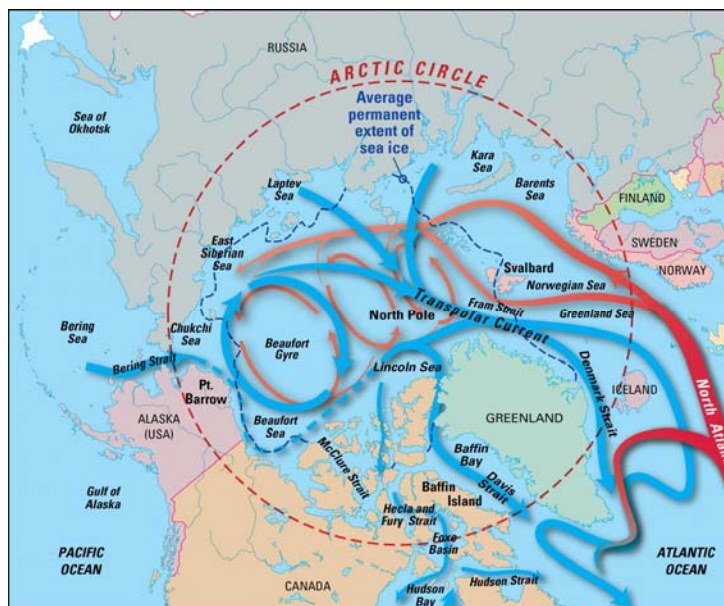 RUSSIA
ARCTIC CIRCLE
Average
permanent
extent of
sea ice
Sea of
Okhotsk
Kara
Sea
Laptev
Sea
Barents
Sea
FINLAND
East
Siberian
Sea
SWEDEN
Svalbard
NORWAY
Norwegian Sea
Fram Strait
Greenland Sea
North Pole
Transpolar Current
Bering
Sea
Chukchi
Sea
Bering Strait
Beaufort
Gyre
Lincoln Sea
Denmark Strait
ICELAND
North Atlan
Pt.
Barrow
ALASKA
(USA)
Beaufort
Sea
GREENLAND
McClure Strait
Baffin
Bay
Davis
Strait
Baffin
Island
Gulf of
Alaska
Hecla and
Fury Strait
Foxe
Basin
PACIFIC
OCEAN
ATLANTIC
OCEAN
CANADA
Hudson
Bay
Hudson Strait